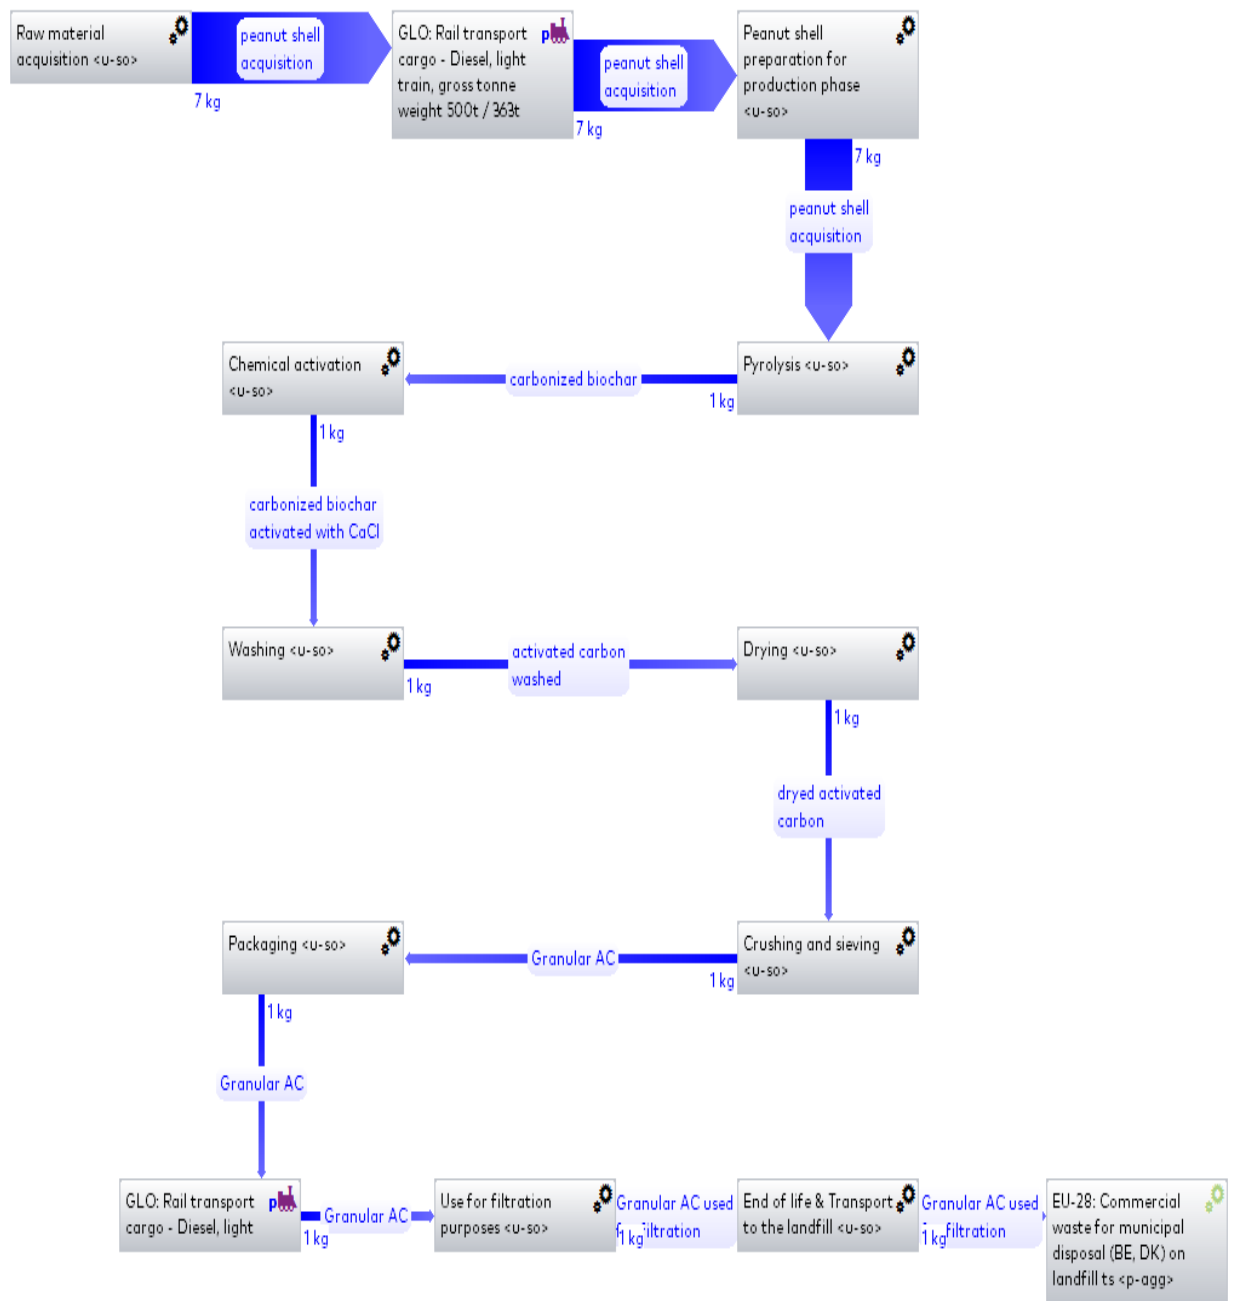 Raw material
acquisition <u-so>
peanut shell
acquisition
7 kg
GLO: Rail transport
cargo - Diesel, light
train, gross tonne
weight 500t / 363t
p
peanut shell
acquisition
7 kg
Peanut shell
preparation for
production phase
<u-so>
7 kg
peanut shell
acquisition
Pyrolysis <u-so>
1 kg
carbonized biochar
Chemical activation
<u-so>
1 kg
carbonized biochar
activated with CaCl
Washing <u-so>
1 kg
activated carbon
washed
Drying <u-so>
1 kg
dryed activated
carbon
Crushing and sieving
<u-so>
1 kg
Granular AC
Packaging <u-so>
1 kg
Granular AC
GLO: Rail transport
cargo - Diesel, light
p
1 kg
Granular AC
Use for filtration
purposes <u-so>
Granular AC used
filtration
1 kg
End of life & Transport
to the landfill <u-so>
Granular AC used
filtration
1 kg
EU-28: Commercial
waste for municipal
disposal (BE, DK) on
landfill ts <p-agg>